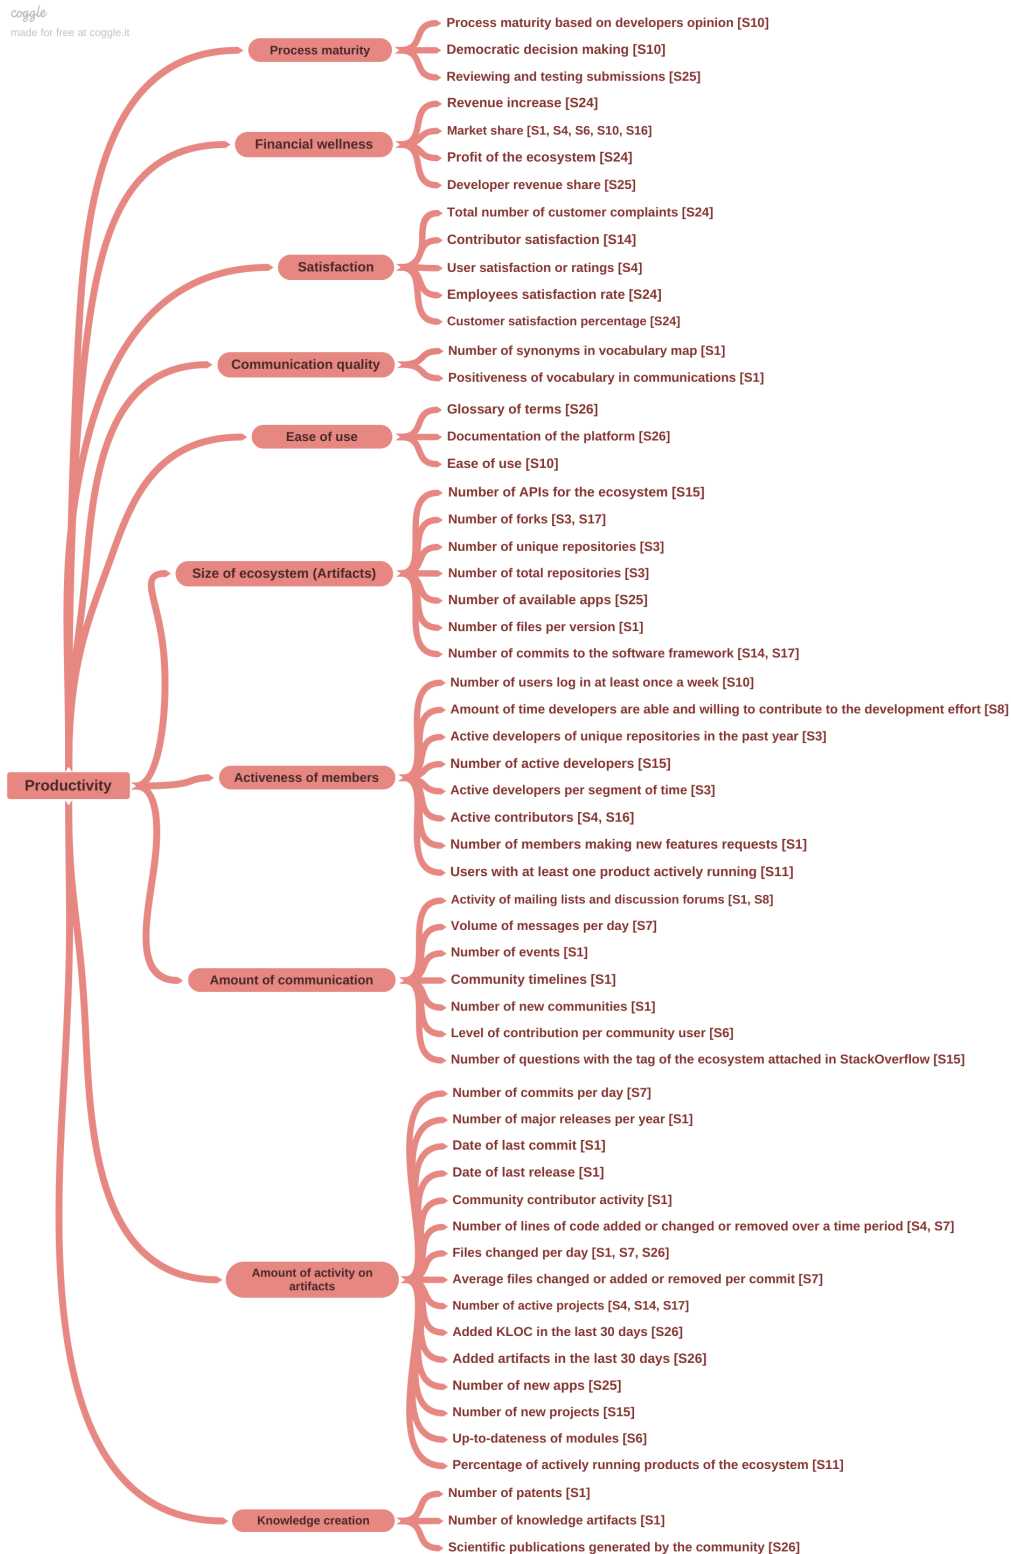 coggle
made for free at coggle.it
Process maturity
Process maturity based on developers opinion [S10]
Democratic decision making [S10]
Reviewing and testing submissions [S25]
Financial wellness
Revenue increase [S24]
Market share [S1, S4, S6, S10, S16]
Profit of the ecosystem [S24]
Developer revenue share [S25]
Satisfaction
Total number of customer complaints [S24]
Contributor satisfaction [S14]
User satisfaction or ratings [S4]
Employees satisfaction rate [S24]
Customer satisfaction percentage [S24]
Communication quality
Number of synonyms in vocabulary map [S1]
Positiveness of vocabulary in communications [S1]
Ease of use
Glossary of terms [S26]
Documentation of the platform [S26]
Ease of use [S10]
Size of ecosystem (Artifacts)
Number of APIs for the ecosystem [S15]
Number of forks [S3, S17]
Number of unique repositories [S3]
Number of total repositories [S3]
Number of available apps [S25]
Number of files per version [S1]
Number of commits to the software framework [S14, S17]
Productivity
Activeness of members
Number of users log in at least once a week [S10]
Amount of time developers are able and willing to contribute to the development effort [S8]
Active developers of unique repositories in the past year [S3]
Number of active developers [S15]
Active developers per segment of time [S3]
Active contributors [S4, S16]
Number of members making new features requests [S1]
Users with at least one product actively running [S11]
Amount of communication
Activity of mailing lists and discussion forums [S1, S8]
Volume of messages per day [S7]
Number of events [S1]
Community timelines [S1]
Number of new communities [S1]
Level of contribution per community user [S6]
Number of questions with the tag of the ecosystem attached in StackOverflow [S15]
Amount of activity on
artifacts
Number of commits per day [S7]
Number of major releases per year [S1]
Date of last commit [S1]
Date of last release [S1]
Community contributor activity [S1]
Number of lines of code added or changed or removed over a time period [S4, S7]
Files changed per day [S1, S7, S26]
Average files changed or added or removed per commit [S7]
Number of active projects [S4, S14, S17]
Added KLOC in the last 30 days [S26]
Added artifacts in the last 30 days [S26]
Number of new apps [S25]
Number of new projects [S15]
Up-to-dateness of modules [S6]
Percentage of actively running products of the ecosystem [S11]
Knowledge creation
Number of patents [S1]
Number of knowledge artifacts [S1]
Scientific publications generated by the community [S26]